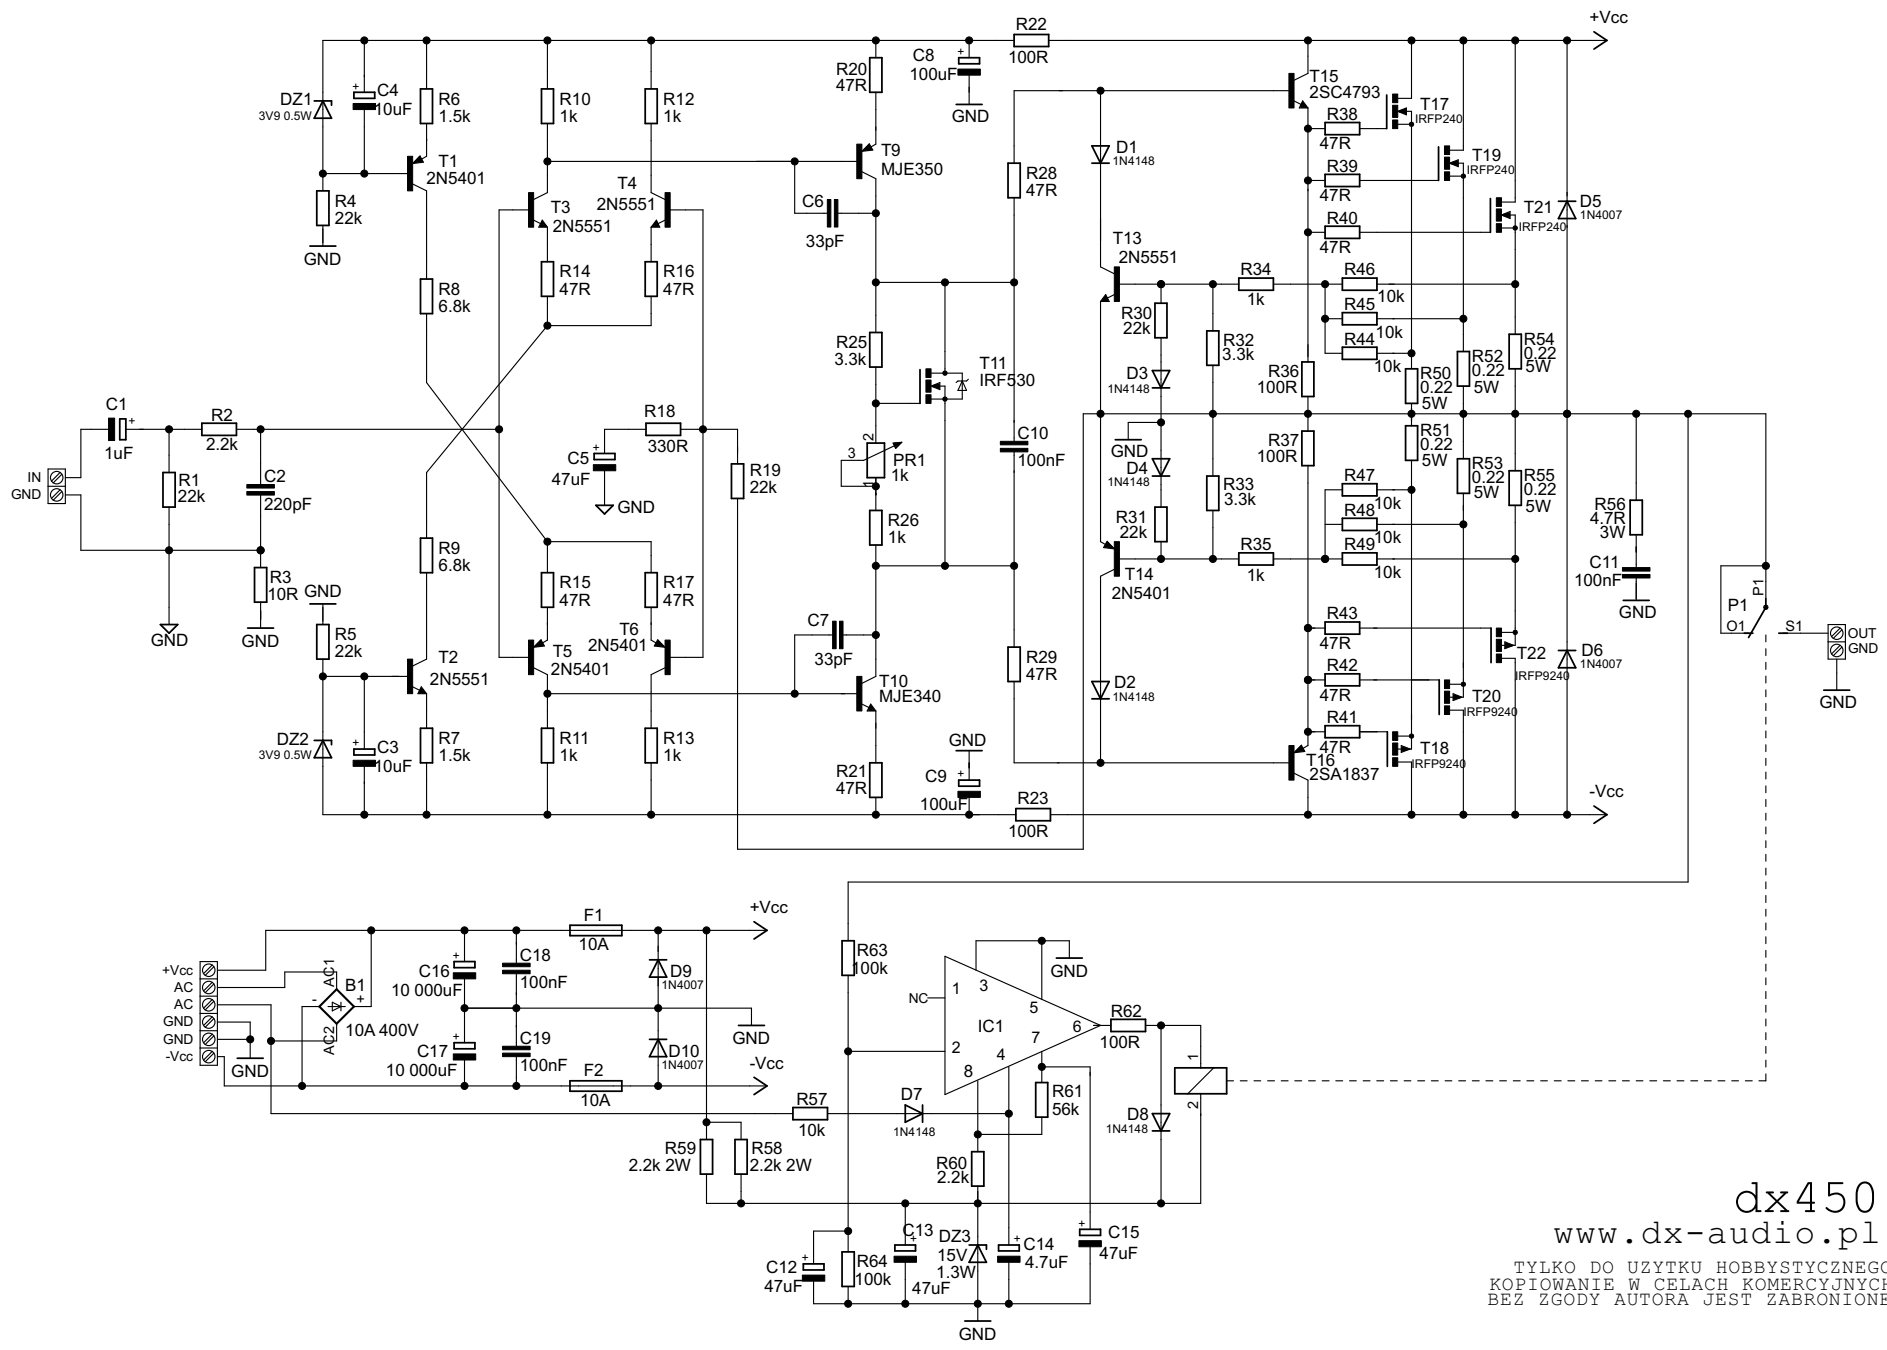 R22
100R
+Vcc
C8
100uF
GND
R20
47R
DZ1
3V9 0.5W
C4
10uF
R6
1.5k
R10
1k
R12
1k
T15
2SC4793
T17
IRFP240
R38
47R
T1
2N5401
T9
MJE350
D1
1N4148
T19
IRFP240
R39
47R
R28
47R
R4
22k
GND
T3
2N5551
T4
2N5551
C6
33pF
T21
IRFP240
D5
1N4007
R40
47R
T13
2N5551
R8
6.8k
R14
47R
R16
47R
R34
1k
R46
10k
R45
10k
R44
10k
R30
22k
R32
3.3k
R25
3.3k
T11
IRF530
D3
1N4148
R36
100R
R50
0.22
5W
R52
0.22
5W
R54
0.22
5W
C1
+
1uF
R2
2.2k
R18
330R
C5
47uF
GND
R19
22k
2
3
1
PR1
1k
C10
100nF
GND
D4
1N4148
R37
100R
R51
0.22
5W
R53
0.22
5W
R55
0.22
5W
IN
GND
R1
22k
C2
220pF
R33
3.3k
R47
10k
R48
10k
R49
10k
R56
4.7R
3W
C11
100nF
GND
R26
1k
R31
22k
R35
1k
T14
2N5401
R9
6.8k
R3
10R
GND
GND
GND
R5
22k
R15
47R
R17
47R
C7
33pF
R43
47R
P1
P1
O1
S1
OUT
GND
GND
T5
2N5401
T6
2N5401
T2
2N5551
T10
MJE340
R29
47R
D2
1N4148
R42
47R
T22
IRFP9240
D6
1N4007
T20
IRFP9240
R41
47R
T18
IRFP9240
T16
2SA1837
DZ2
3V9 0.5W
C3
10uF
R7
1.5k
R11
1k
R13
1k
R21
47R
GND
C9
100uF
R23
100R
-Vcc
+Vcc
AC
AC
GND
GND
-Vcc
GND
AC1
AC2
B1
-
+
10A 400V
C16
10 000uF
C18
100nF
C17
10 000uF
C19
100nF
F1
10A
F2
10A
D9
1N4007
D10
1N4007
+Vcc
GND
-Vcc
R63
100k
NC
1
2
3
5
IC1
7
6
4
8
GND
R62
100R
1
2
R61
56k
D8
1N4148
R57
10k
D7
1N4148
R59
2.2k 2W
R58
2.2k 2W
R60
2.2k
C12
47uF
R64
100k
C13
47uF
DZ3
15V
1.3W
C14
4.7uF
C15
47uF
GND
dx450
www.dx-audio.pl
TYLKO DO UZYTKU HOBBYSTYCZNEGO
KOPIOWANIE W CELACH KOMERCYJNYCH
BEZ ZGODY AUTORA JEST ZABRONIONE